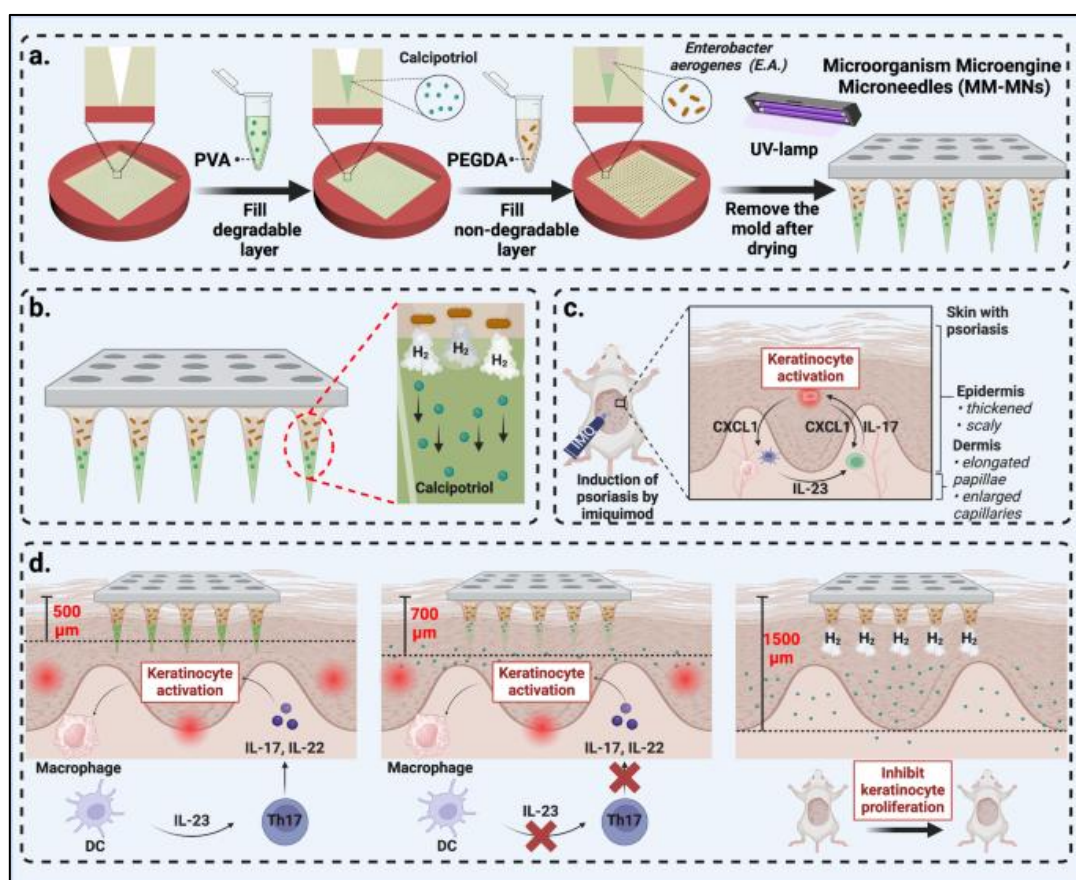 a.
Calcipotriol
Enterobacter
aerogenes (E.A.)
Microorganism Microengine
Microneedles (MM-MNs)
PVA
PEGDA
UV-lamp
Fill
degradable
layer
Fill
non-degradable
layer
Remove the
mold after
drying
b.
H₂
H₂
H₂
Calcipotriol
c.
IMQ
Induction of
psoriasis by
imiquimod
Keratinocyte
activation
CXCL1
CXCL1
IL-17
IL-23
Skin with
psoriasis
Epidermis
• thickened
• scaly
Dermis
• elongated
papillae
• enlarged
capillaries
d.
500
μm
Keratinocyte
activation
IL-17, IL-22
Macrophage
IL-23
Th17
DC
700
μm
Keratinocyte
activation
IL-17, IL-22
Macrophage
IL-23
Th17
DC
1500
μm
H₂
H₂
H₂
H₂
H₂
Inhibit
keratinocyte
proliferation